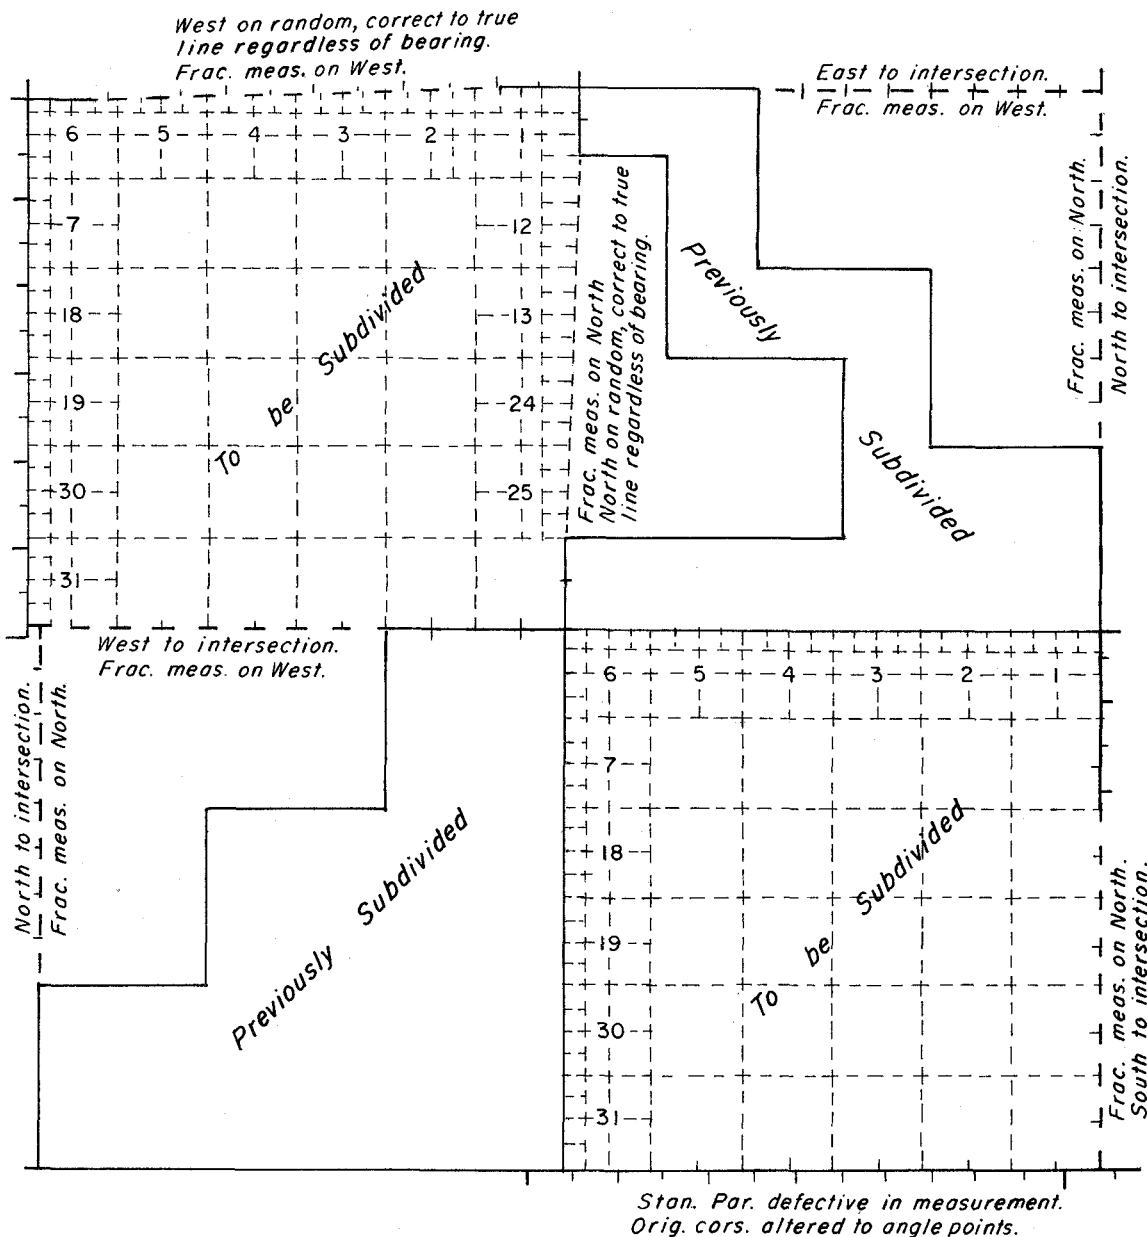 West on random, correct to true
line regardless of bearing.
Frac. meas. on West.
East to intersection.
Frac. meas. on West.
6 5 4 3 2 1
7
18
19
30
31
12
13
24
25
To be Subdivided
Frac. meas. on North
North on random, correct to true
line regardless of bearing.
Previously
Subdivided
Frac. meas. on North.
North to intersection.
West to intersection.
Frac. meas. on West.
North to intersection.
Frac. meas. on North.
Previously Subdivided
6 5 4 3 2 1
7
18
19
30
31
To be Subdivided
Frac. meas. on North.
South to intersection.
Stan. Par. defective in measurement.
Orig. cors. altered to angle points.